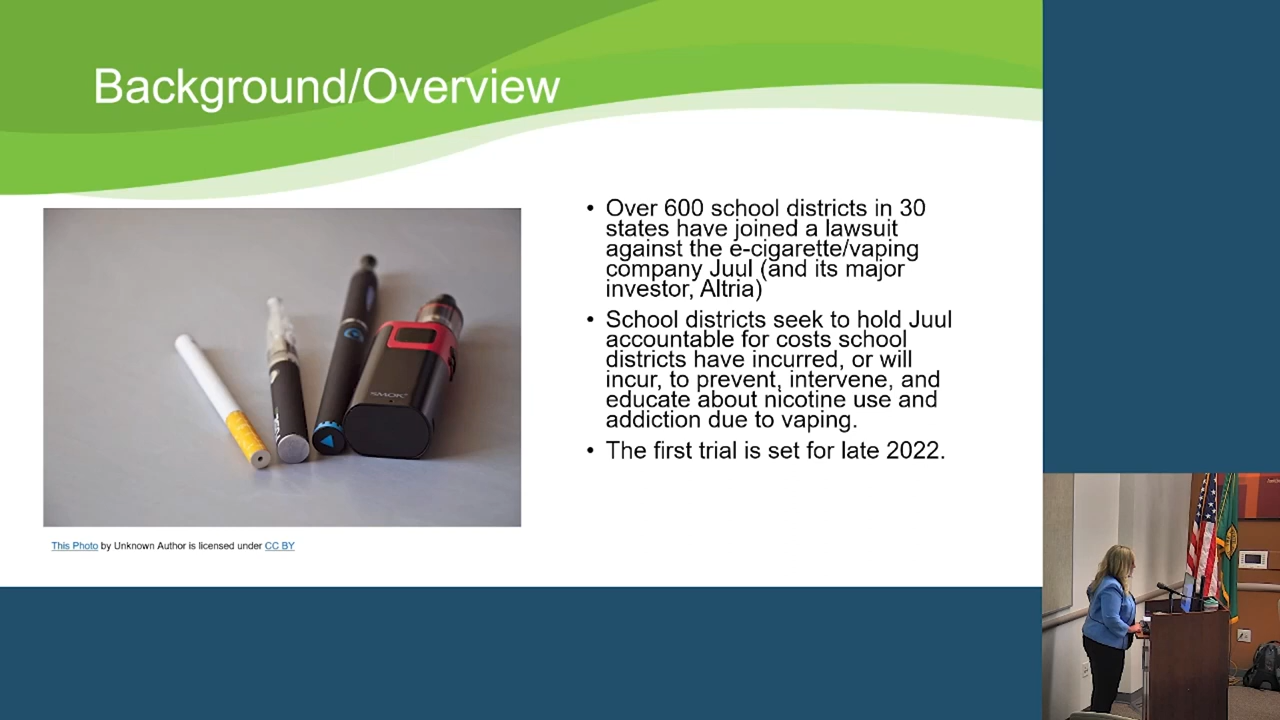 Background/Overview
• Over 600 school districts in 30
states have joined a lawsuit
against the e-cigarette/vaping
company Juul (and its major
investor, Altria)
• School districts seek to hold Juul
accountable for costs school
districts have incurred, or will
incur, to prevent, intervene, and
educate about nicotine use and
addiction due to vaping.
• The first trial is set for late 2022.
SMOK
This Photo by Unknown Author is licensed under CC BY